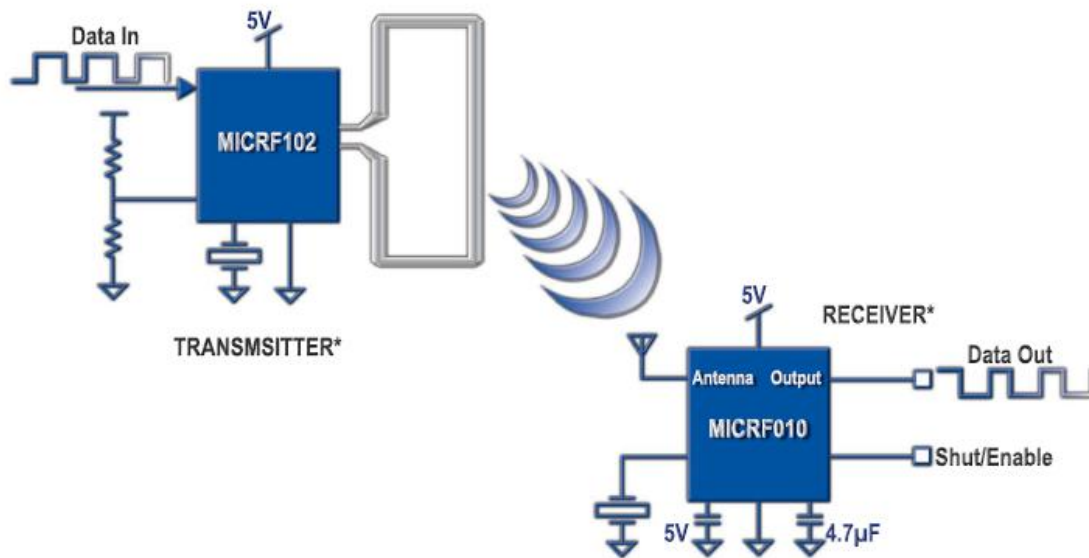 5V
Data In
MICRF102
TRANSMSITTER*
5V
RECEIVER*
Data Out
Antenna Output
MICRF010
Shut/Enable
5V
4.7µF